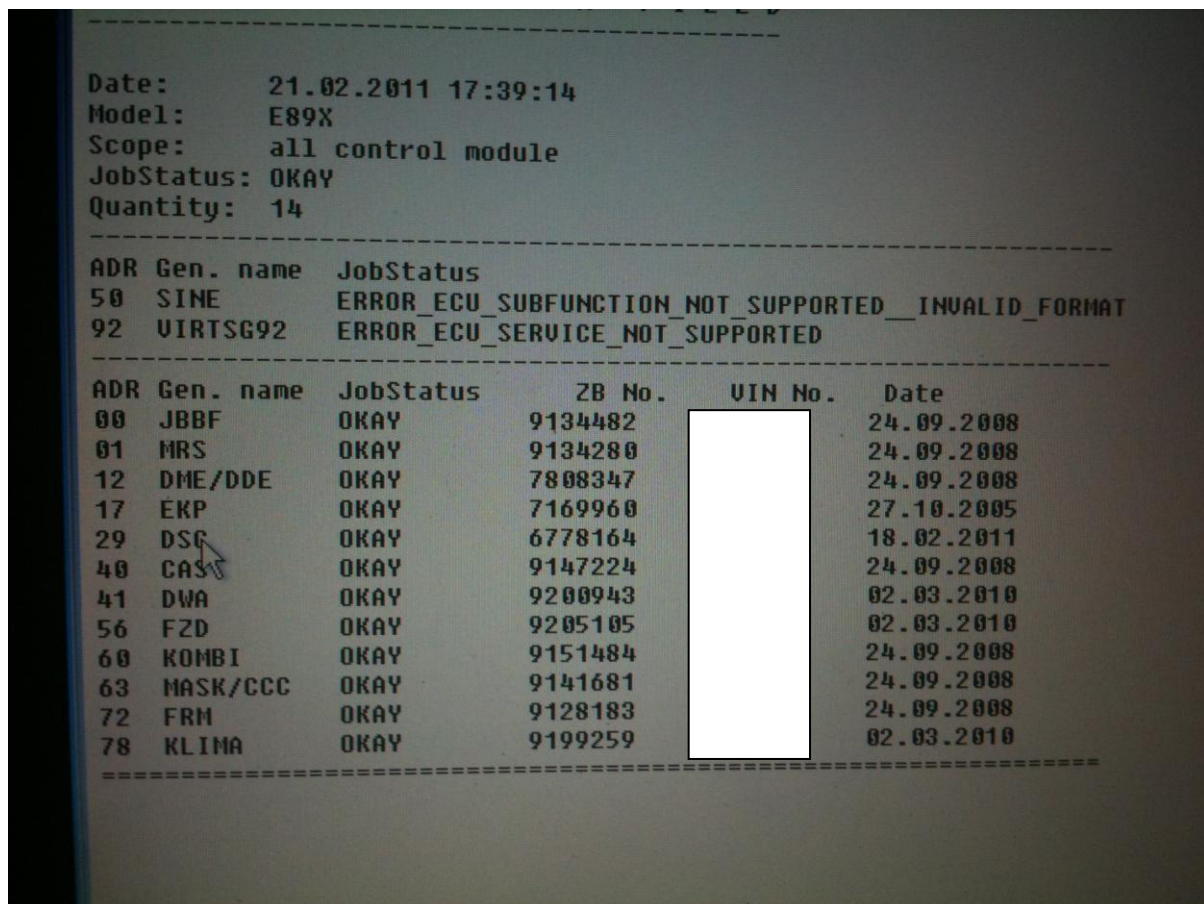 Date: 21.02.2011 17:39:14
Model: E89X
Scope: all control module
JobStatus: OKAY
Quantity: 14
ADR Gen. name JobStatus
50 SINE ERROR_ECU_SUBFUNCTION_NOT_SUPPORTED__INVALID_FORMAT
92 VIRTSG92 ERROR_ECU_SERVICE_NOT_SUPPORTED
ADR Gen. name JobStatus ZB No. VIN No. Date
00 JBBF OKAY 9134482 24.09.2008
01 MRS OKAY 9134280 24.09.2008
12 DME/DDE OKAY 7808347 24.09.2008
17 EKP OKAY 7169960 27.10.2005
29 DSC OKAY 6778164 18.02.2011
40 CAS OKAY 9147224 24.09.2008
41 DWA OKAY 9200943 02.03.2010
56 FZD OKAY 9205105 02.03.2010
60 KOMBI OKAY 9151484 24.09.2008
63 MASK/CCC OKAY 9141681 24.09.2008
72 FRM OKAY 9128183 24.09.2008
78 KLIMA OKAY 9199259 02.03.2010